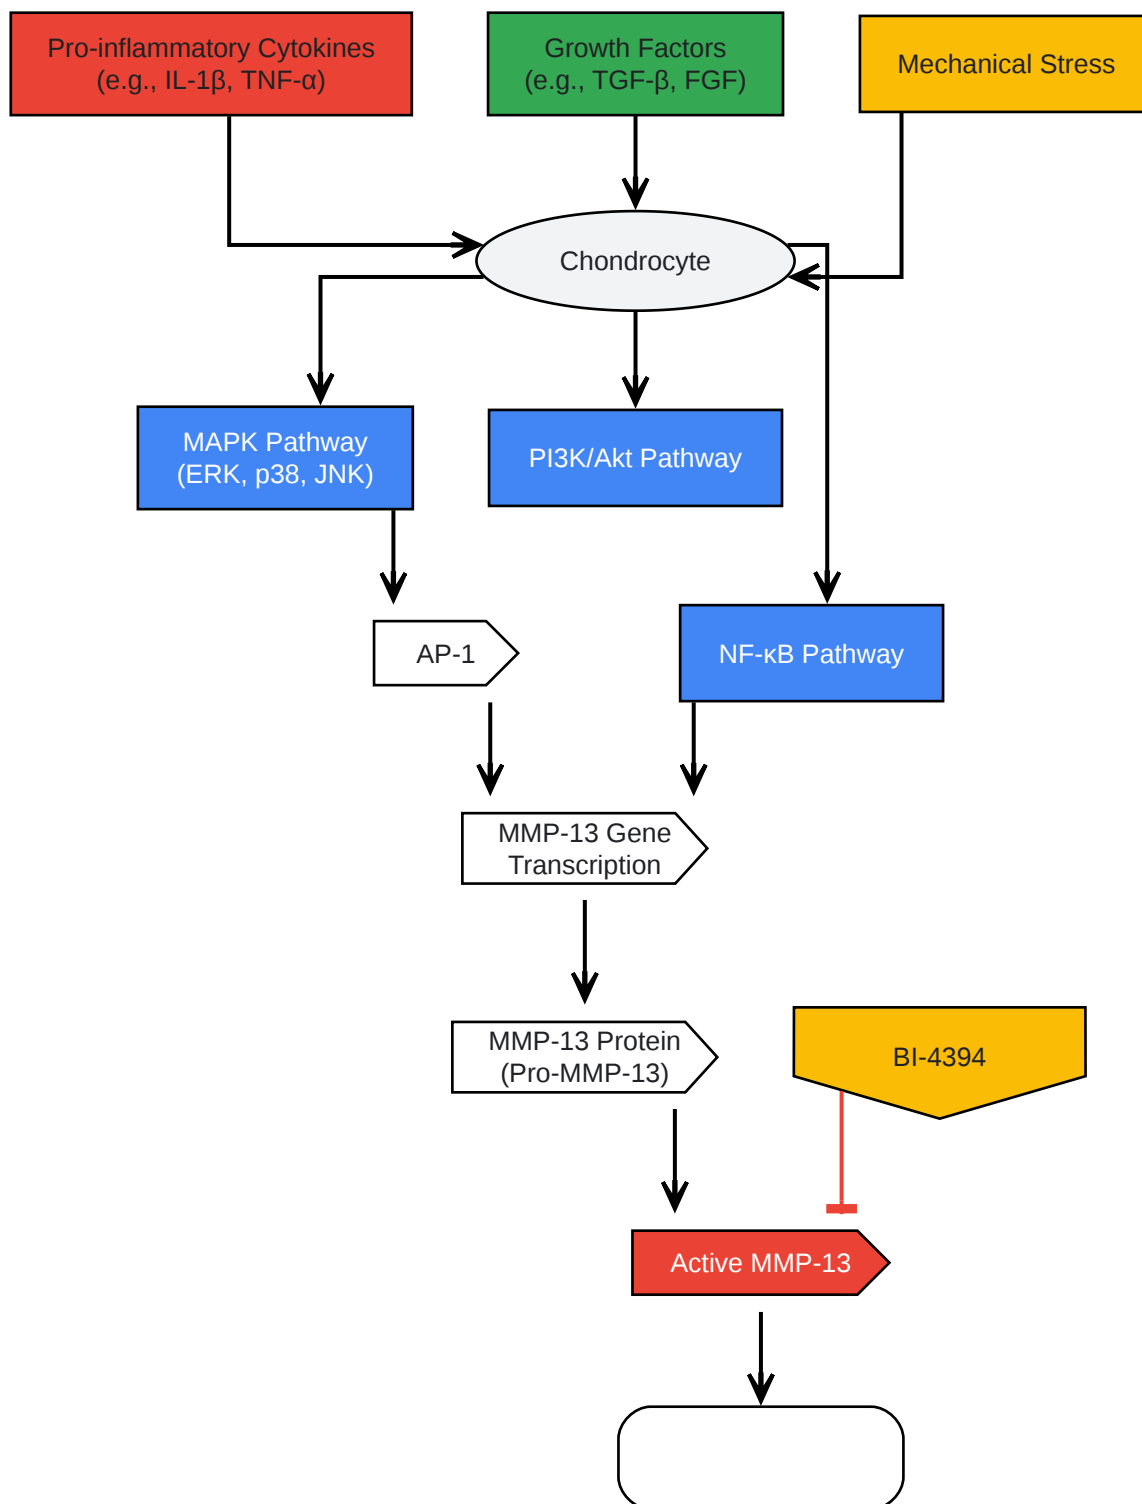 Pro-inflammatory Cytokines
(e.g., IL-1β, TNF-α)
Growth Factors
(e.g., TGF-β, FGF)
Mechanical Stress
Chondrocyte
MAPK Pathway
(ERK, p38, JNK)
PI3K/Akt Pathway
AP-1
NF-κB Pathway
MMP-13 Gene
Transcription
MMP-13 Protein
(Pro-MMP-13)
BI-4394
Active MMP-13